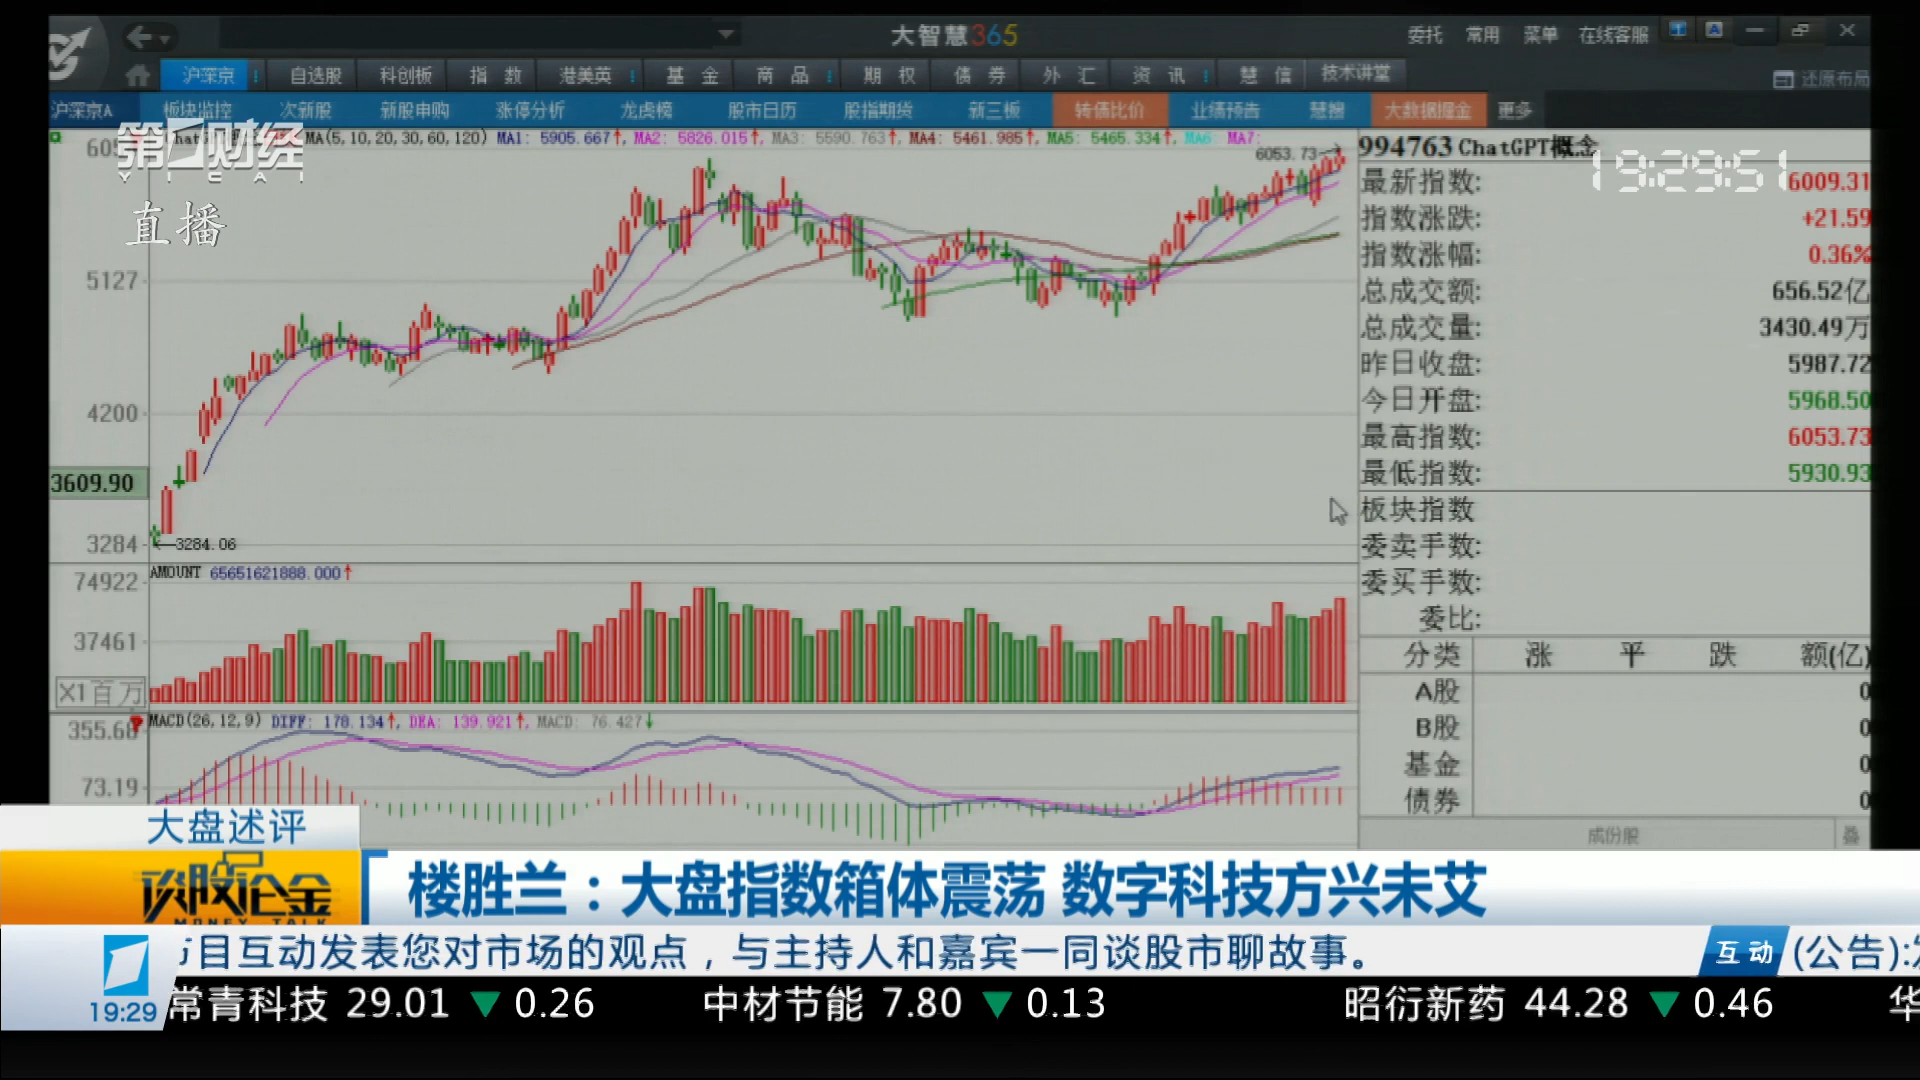 大智慧365
委托 常用 菜单 在线客服
沪深京 自选股 科创板 指数 港美英 基金 商品 期权 债券 外汇 资讯 慧信 技术讲堂
还原布局
沪深京A 板块监控 次新股 新股申购 涨停分析 龙虎榜 股市日历 股指期货 新三板 转债比价 业绩预告 慧搜 大数据掘金 更多
MA(5,10,20,30,60,120) MA1: 5905.667↑, MA2: 5826.015↑, MA3: 5590.763↑, MA4: 5461.985↑, MA5: 5465.334↑, MA6 MA7:
第一财经
YICAI
直播
6053.73
994763 ChatGPT概念
19:29:51
最新指数: 6009.31
指数涨跌: +21.59
指数涨幅: 0.36%
总成交额: 656.52亿
总成交量: 3430.49万
昨日收盘: 5987.72
今日开盘: 5968.50
最高指数: 6053.73
最低指数: 5930.93
板块指数
委卖手数:
委买手数:
委比:
分类 涨 平 跌 额(亿)
A股 0
B股 0
基金 0
债券 0
成份股
5127
4200
3609.90
3284
3284.06
AMOUNT 65651621888.000↑
74922
37461
X1百万
MACD(26,12,9) DIFF: 178.134↑, DEA: 139.921↑, MACD: 76.427↓
355.68
73.19
大盘述评
谈股论金
MONEY TALK
楼胜兰：大盘指数箱体震荡 数字科技方兴未艾
目互动发表您对市场的观点，与主持人和嘉宾一同谈股市聊故事。
互动 (公告):
19:29
常青科技 29.01 ▼ 0.26 中材节能 7.80 ▼ 0.13 昭衍新药 44.28 ▼ 0.46 华